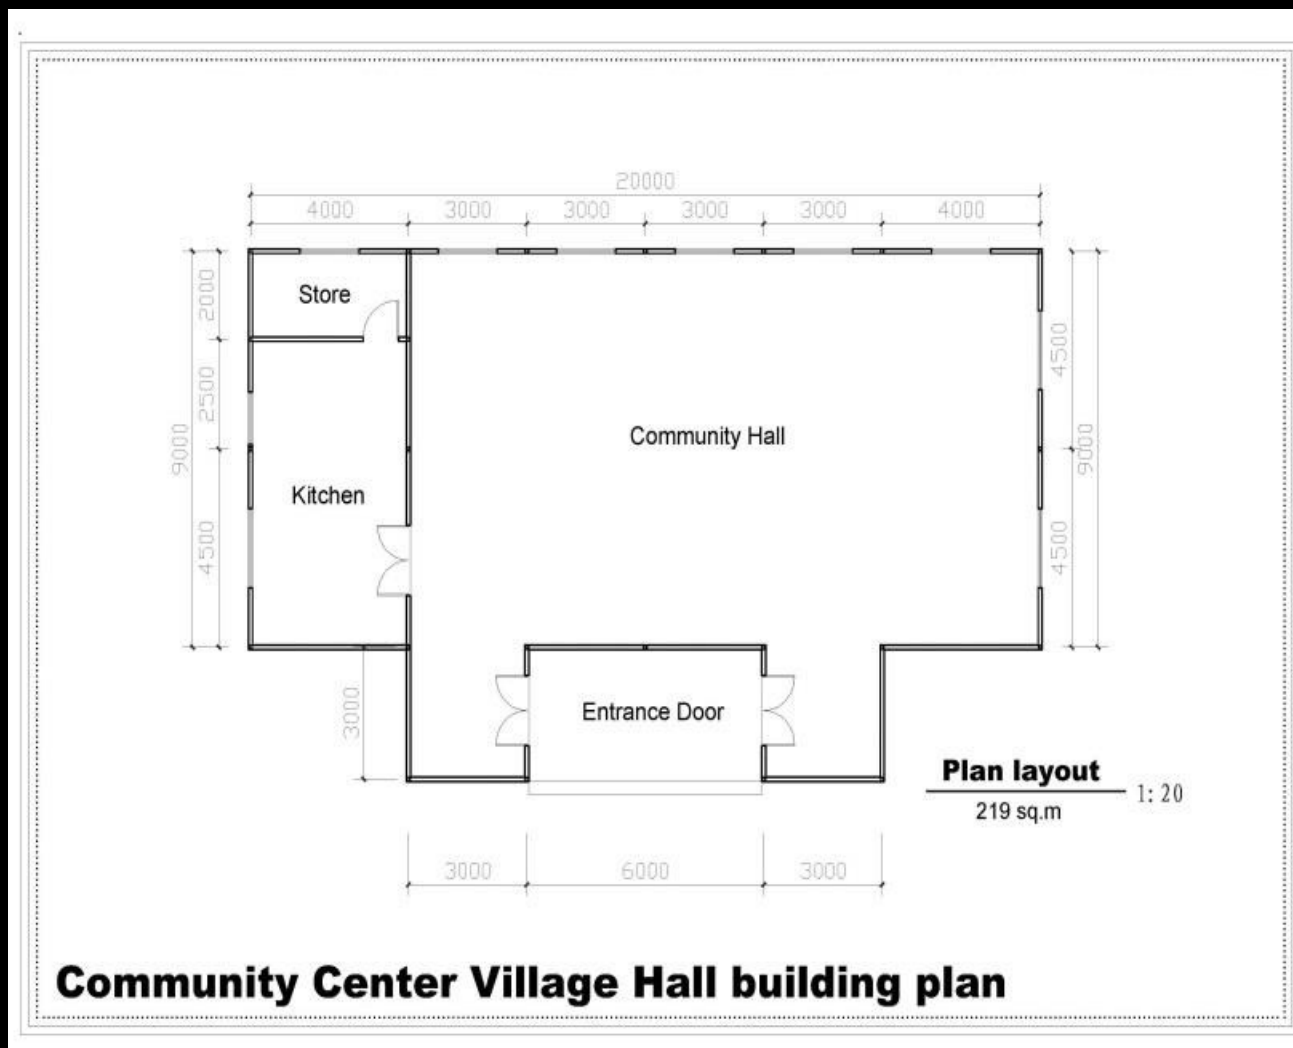 20000
4000 3000 3000 3000 3000 4000
Store
2000
2500
4500
9000
Kitchen
Community Hall
4500
4500
9000
3000
Entrance Door
Plan layout
1:20
219 sq.m
3000 6000 3000
Community Center Village Hall building plan